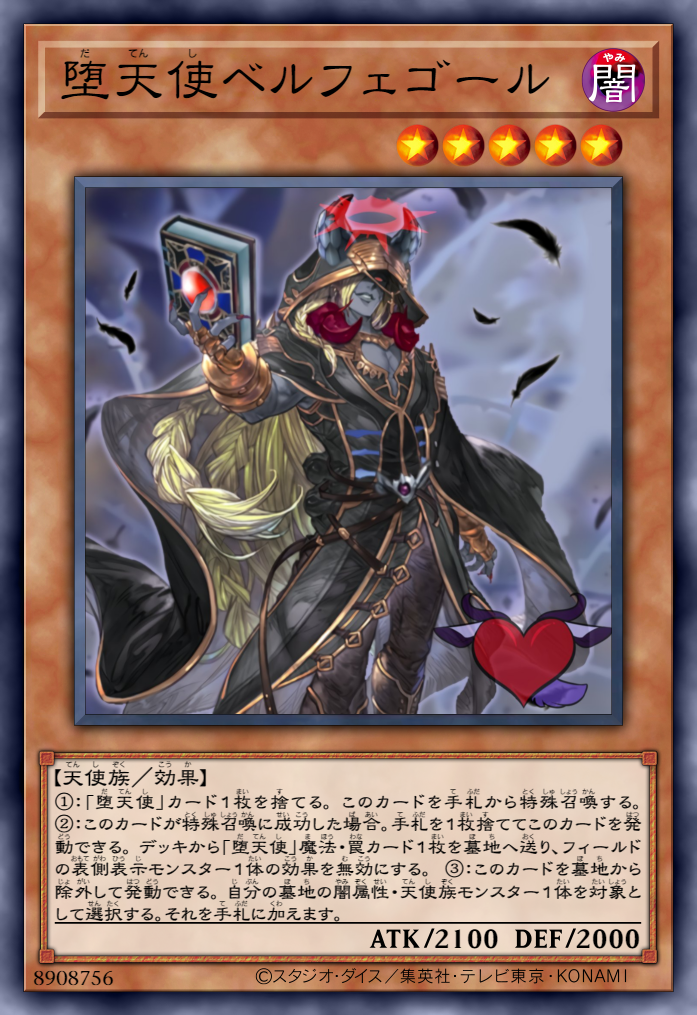 堕天使ベルフェゴール
闇
【天使族／効果】
①：「堕天使」カード１枚を捨てる。このカードを手札から特殊召喚する。
②：このカードが特殊召喚に成功した場合。手札を１枚捨ててこのカードを発
動できる。デッキから「堕天使」魔法・罠カード１枚を墓地へ送り、フィールド
の表側表示モンスター１体の効果を無効にする。 ③：このカードを墓地から
除外して発動できる。自分の墓地の闇属性・天使族モンスター１体を対象と
して選択する。それを手札に加えます。
ATK/2100 DEF/2000
8908756 ©スタジオ・ダイス／集英社・テレビ東京・KONAMI